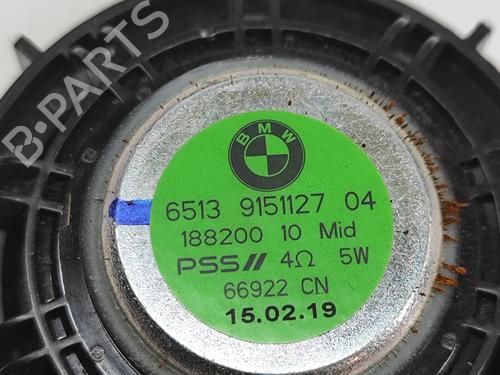 B-PARTS
BMW
6513 9151127 04
188200 10 Mid
PSS// 4Ω 5W
66922 CN
15.02.19